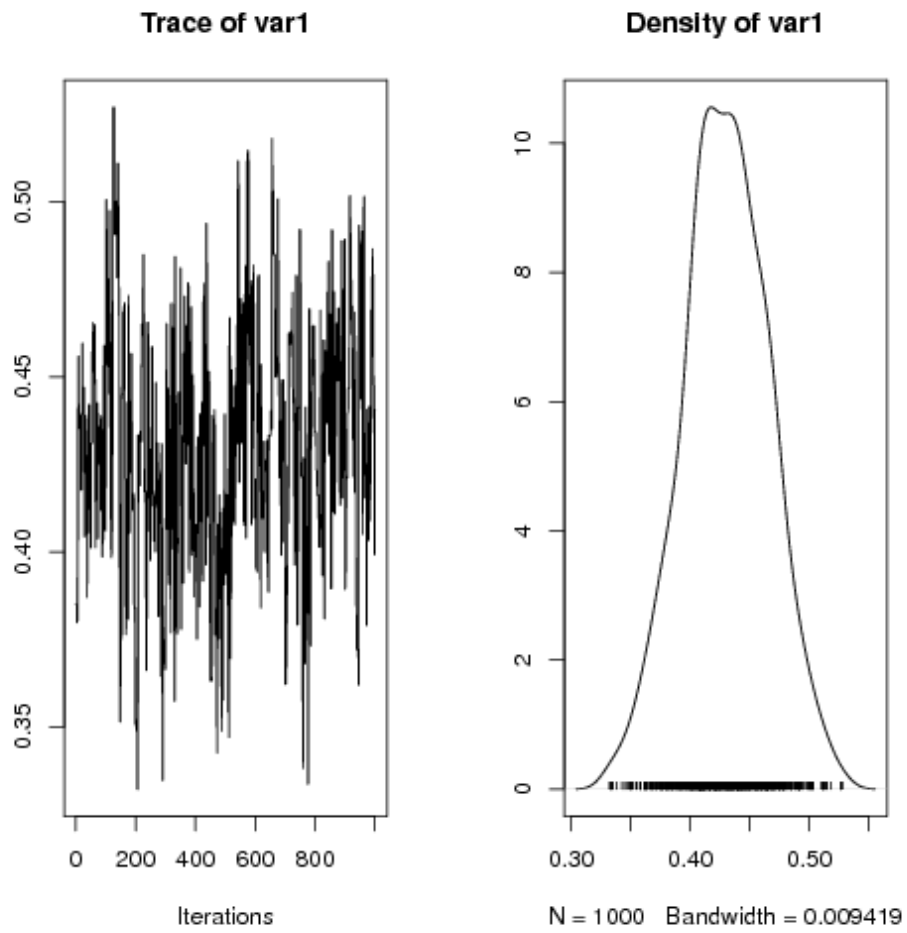 Trace of var1
0.50
0.45
0.40
0.35
0 200 400 600 800
Iterations
Density of var1
10
8
6
4
2
0
0.30 0.40 0.50
N = 1000 Bandwidth = 0.009419